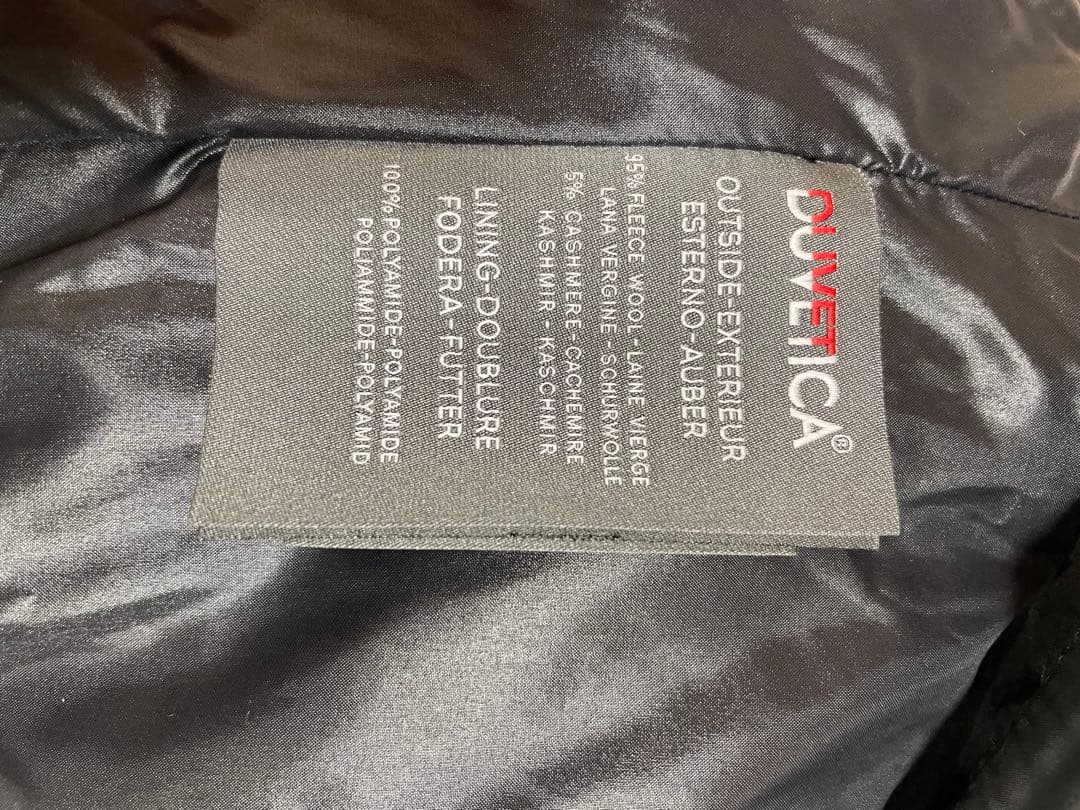 DUVETICA®
OUTSIDE-EXTERIEUR
ESTERNO-AUBER
95% FLEECE WOOL - LAINE VIERGE
LANA VERGINE - SCHURWOLLE
5% CASHMERE - CACHEMIRE
KASHMIR - KASCHMIR
LINING-DOUBLURE
FODERA-FUTTER
100% POLYAMIDE-POLYAMIDE
POLIAMMIDE-POLYAMID